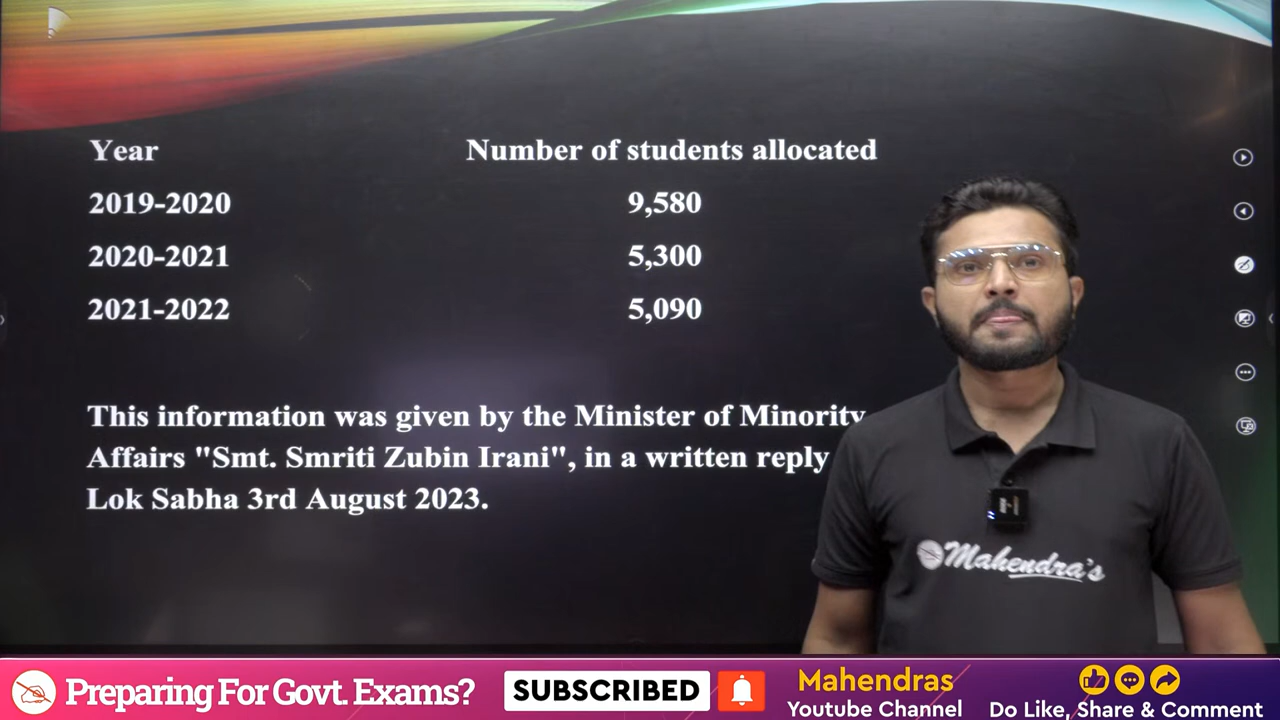 Year Number of students allocated
2019-2020 9,580
2020-2021 5,300
2021-2022 5,090
This information was given by the Minister of Minority
Affairs "Smt. Smriti Zubin Irani", in a written reply
Lok Sabha 3rd August 2023.
Mahendra's
Preparing For Govt. Exams?
SUBSCRIBED
Mahendras
Youtube Channel
Do Like, Share & Comment